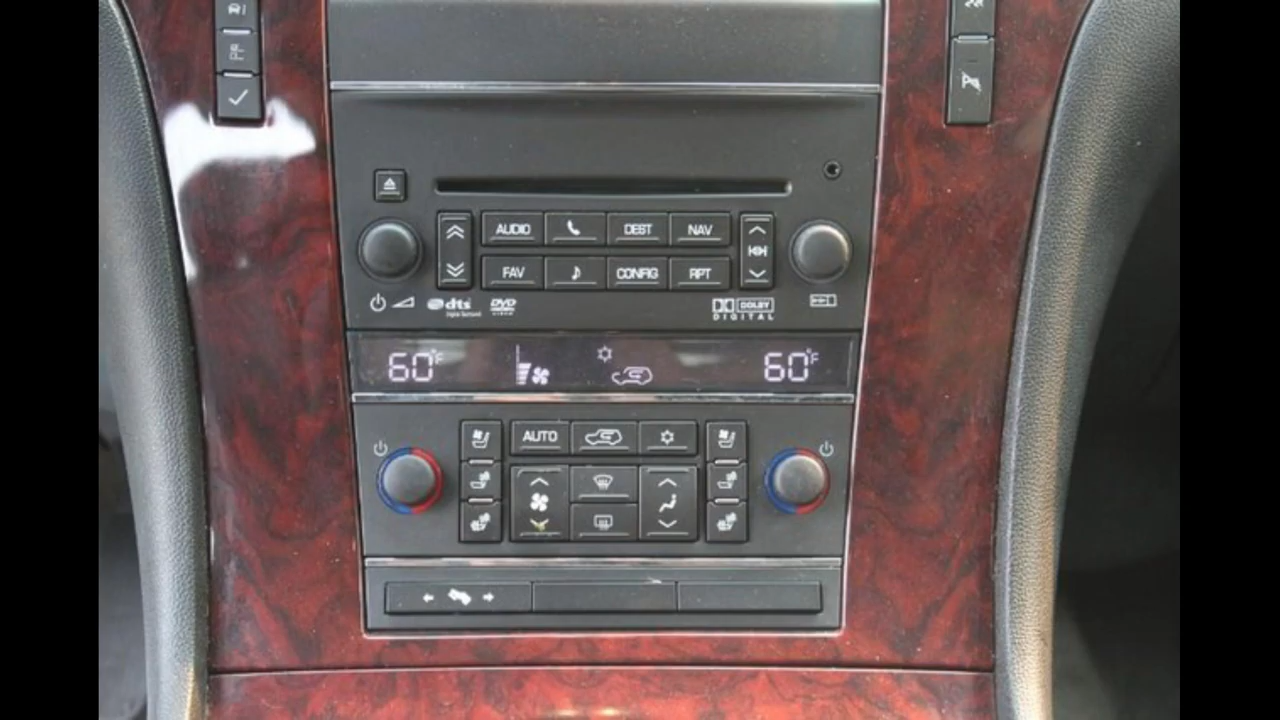 AUDIO DEST NAV
FAV CONFIG RPT
dts DVD DOLBY
DIGITAL
60°F 60°F
AUTO